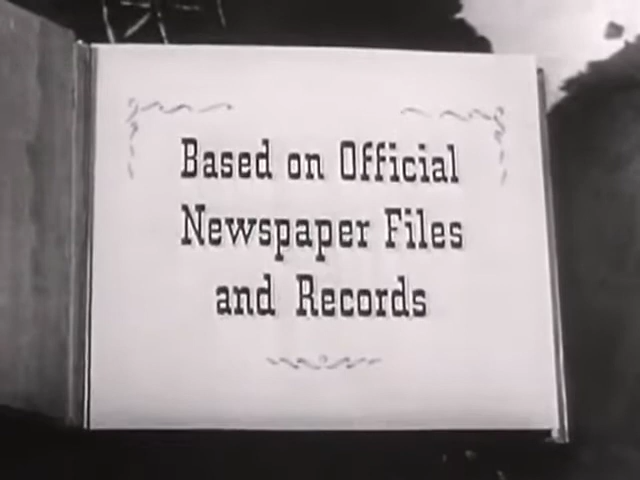 Based on Official
Newspaper Files
and Records